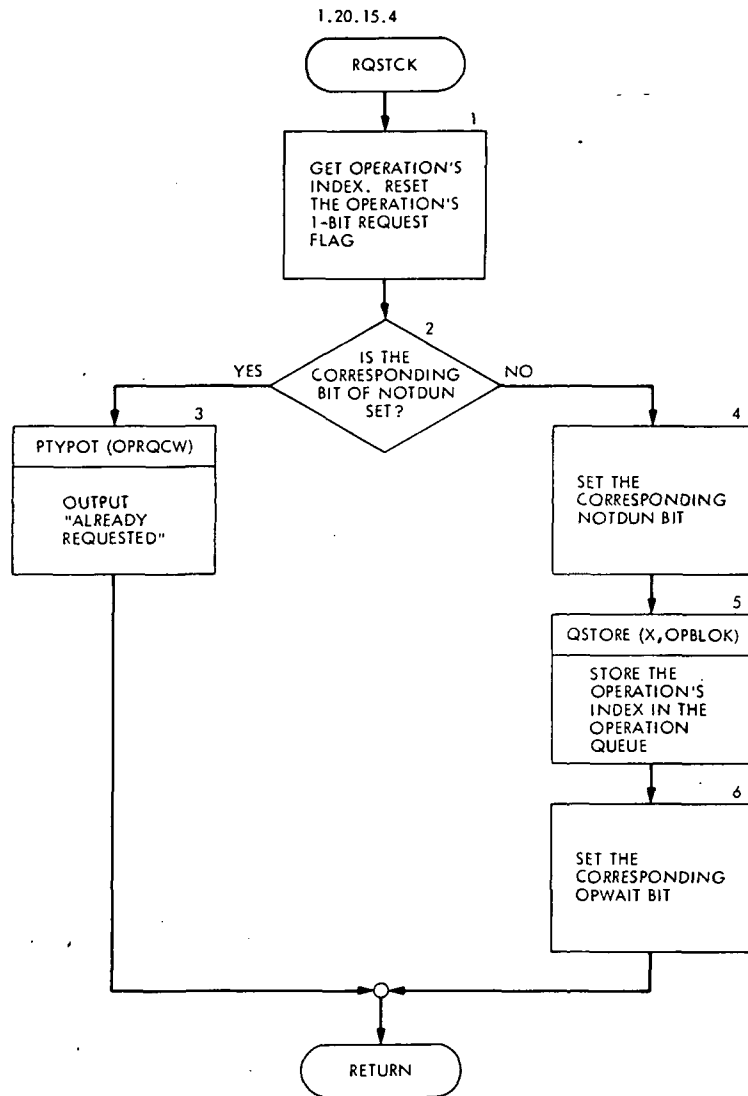 1.20.15.4
RQSTCK
1
GET OPERATION'S
INDEX. RESET
THE OPERATION'S
1-BIT REQUEST
FLAG
2
IS THE
CORRESPONDING
BIT OF NOTDUN
SET?
YES
NO
3
PTYPOT (OPRQCW)
OUTPUT
"ALREADY
REQUESTED"
4
SET THE
CORRESPONDING
NOTDUN BIT
5
QSTORE (X,OPBLOK)
STORE THE
OPERATION'S
INDEX IN THE
OPERATION
QUEUE
6
SET THE
CORRESPONDING
OPWAIT BIT
RETURN